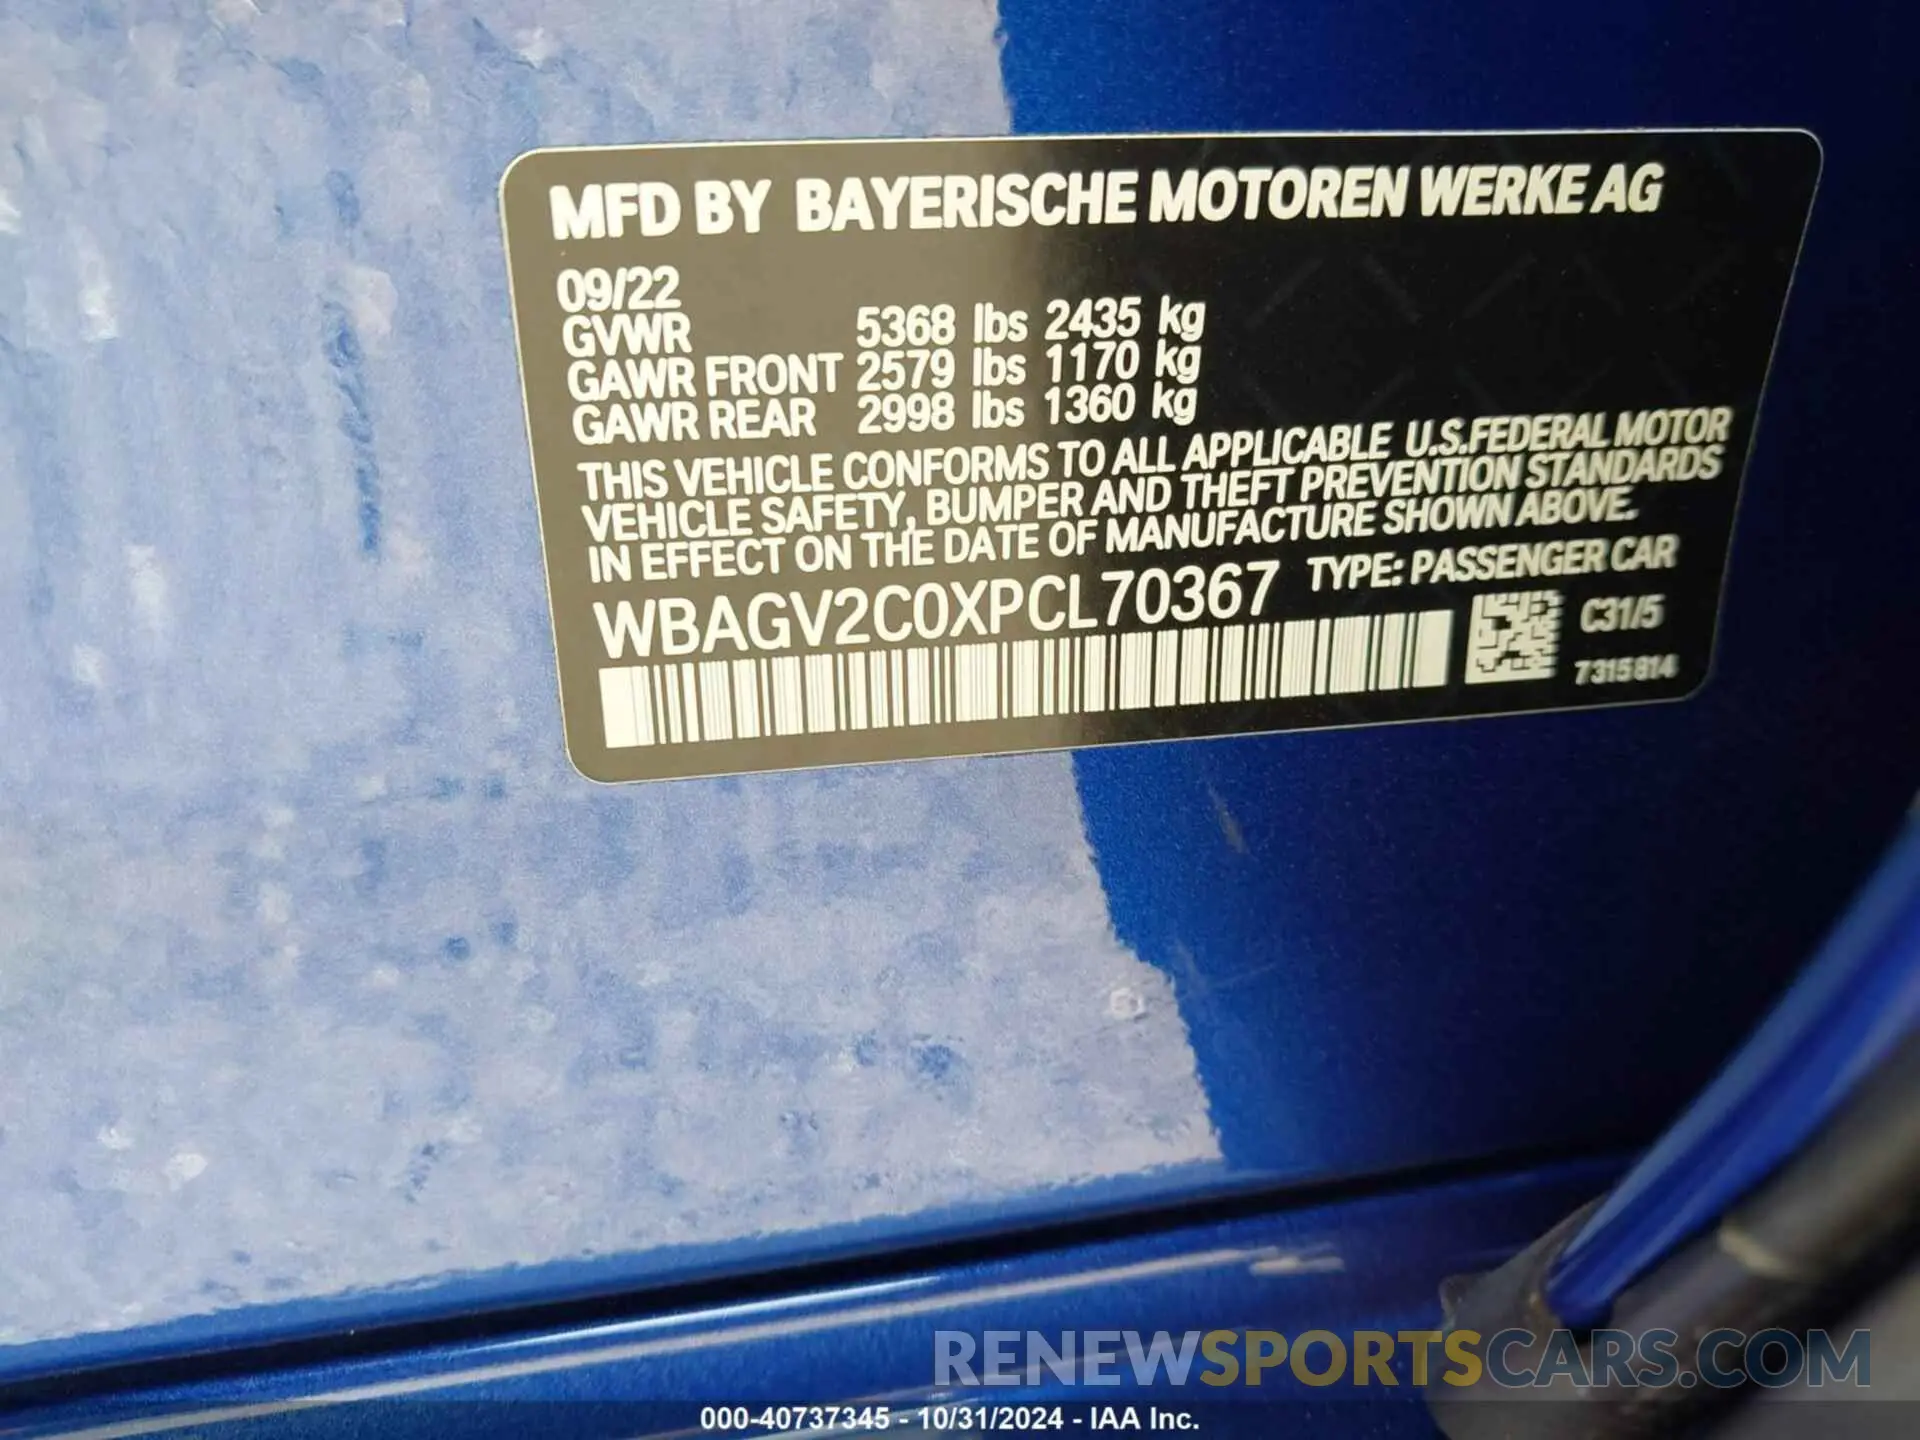 MFD BY BAYERISCHE MOTOREN WERKE AG
09/22
GVWR 5368 lbs 2435 kg
GAWR FRONT 2579 lbs 1170 kg
GAWR REAR 2998 lbs 1360 kg
THIS VEHICLE CONFORMS TO ALL APPLICABLE U.S.FEDERAL MOTOR
VEHICLE SAFETY, BUMPER AND THEFT PREVENTION STANDARDS
IN EFFECT ON THE DATE OF MANUFACTURE SHOWN ABOVE.
WBAGV2C0XPCL70367 TYPE: PASSENGER CAR
C31/5
7315814
RENEWSPORTSCARS.COM
000-40737345 - 10/31/2024 - IAA Inc.